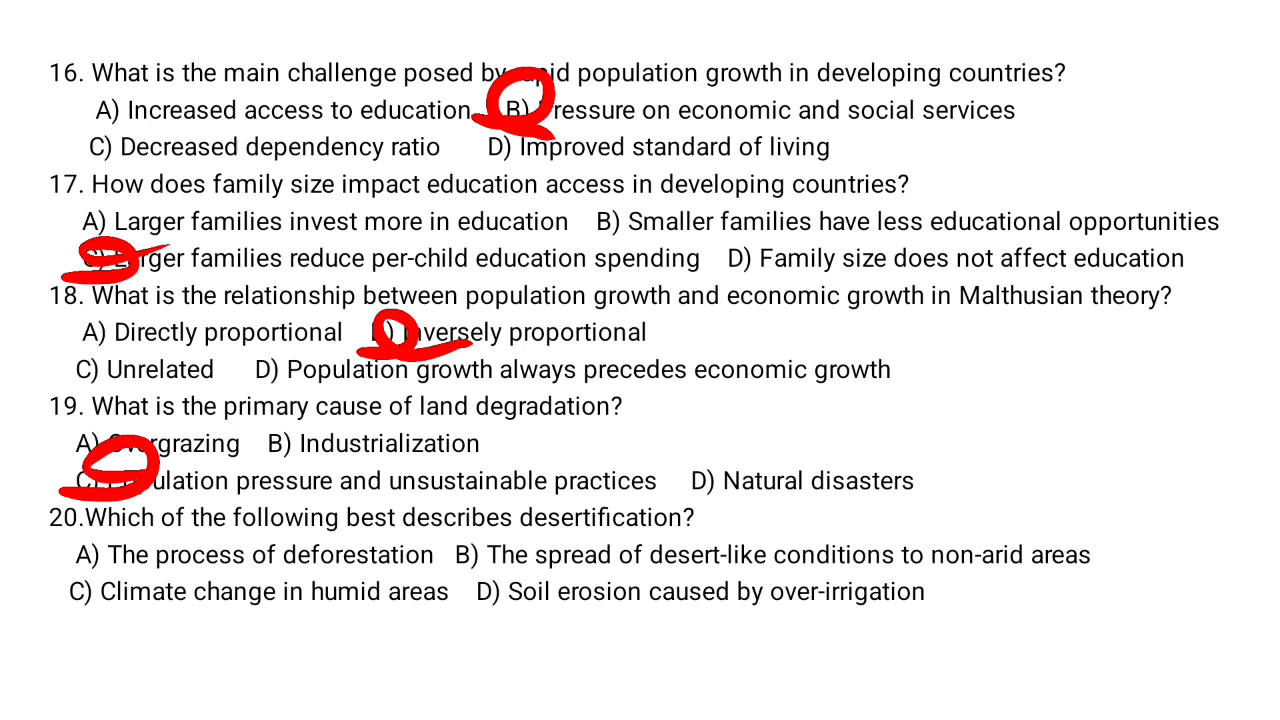 16. What is the main challenge posed by rapid population growth in developing countries?
A) Increased access to education B) Pressure on economic and social services
C) Decreased dependency ratio D) Improved standard of living
17. How does family size impact education access in developing countries?
A) Larger families invest more in education B) Smaller families have less educational opportunities
C) Larger families reduce per-child education spending D) Family size does not affect education
18. What is the relationship between population growth and economic growth in Malthusian theory?
A) Directly proportional B) Inversely proportional
C) Unrelated D) Population growth always precedes economic growth
19. What is the primary cause of land degradation?
A) Overgrazing B) Industrialization
C) Population pressure and unsustainable practices D) Natural disasters
20.Which of the following best describes desertification?
A) The process of deforestation B) The spread of desert-like conditions to non-arid areas
C) Climate change in humid areas D) Soil erosion caused by over-irrigation